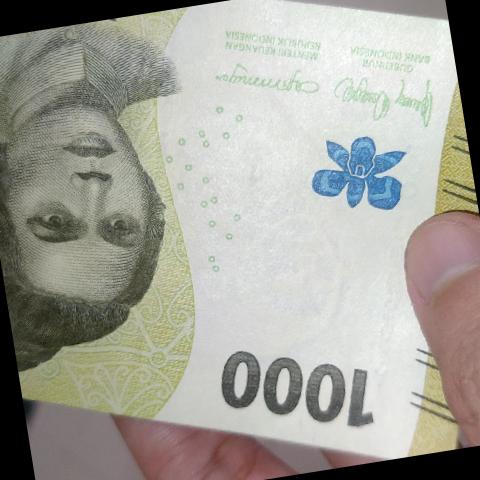 GUBERNUR
BANK INDONESIA
MENTERI KEUANGAN
REPUBLIK INDONESIA
1000